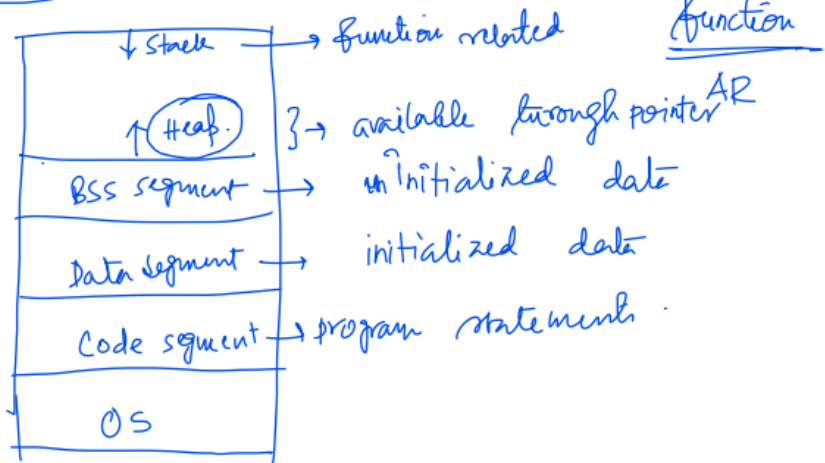 ↓ Stack → function related function
↑ Heap. } → available through pointer AR
BSS segment → uninitialized data
Data segment → initialized data
Code segment → program statements.
OS